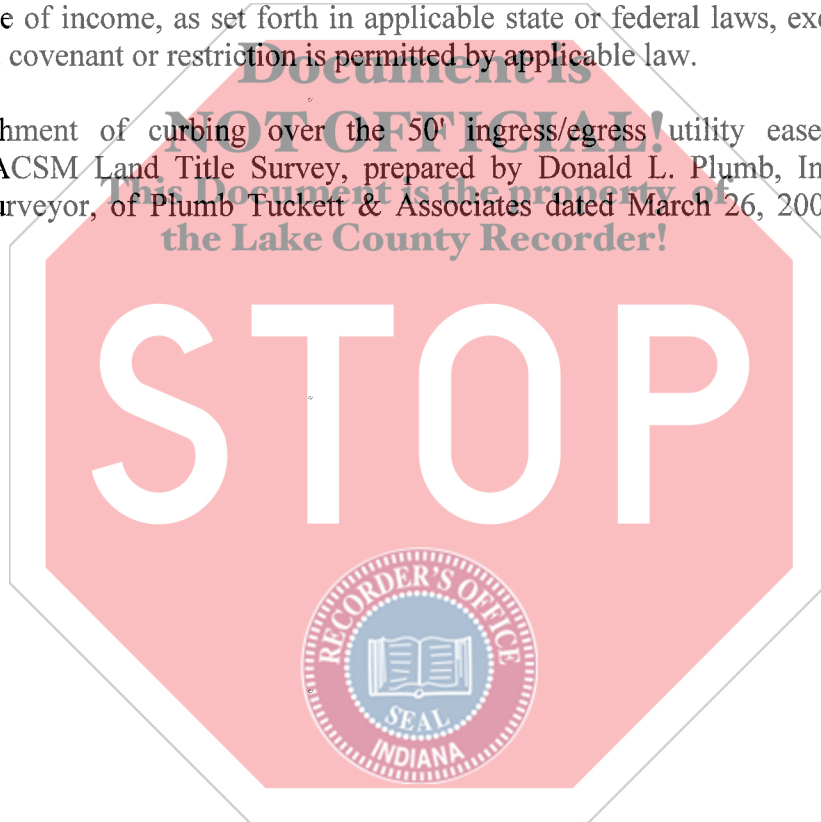 e of income, as set forth in applicable state or federal laws, exc
covenant or restriction is permitted by applicable law.
Document is
NOT OFFICIAL!
hment of curbing over the 50' ingress/egress utility ease
ACSM Land Title Survey, prepared by Donald L. Plumb, In
This Document is the property of
urveyor, of Plumb Tuckett & Associates dated March 26, 200
the Lake County Recorder!
STOP
RECORDER'S OFFICE
SEAL
INDIANA